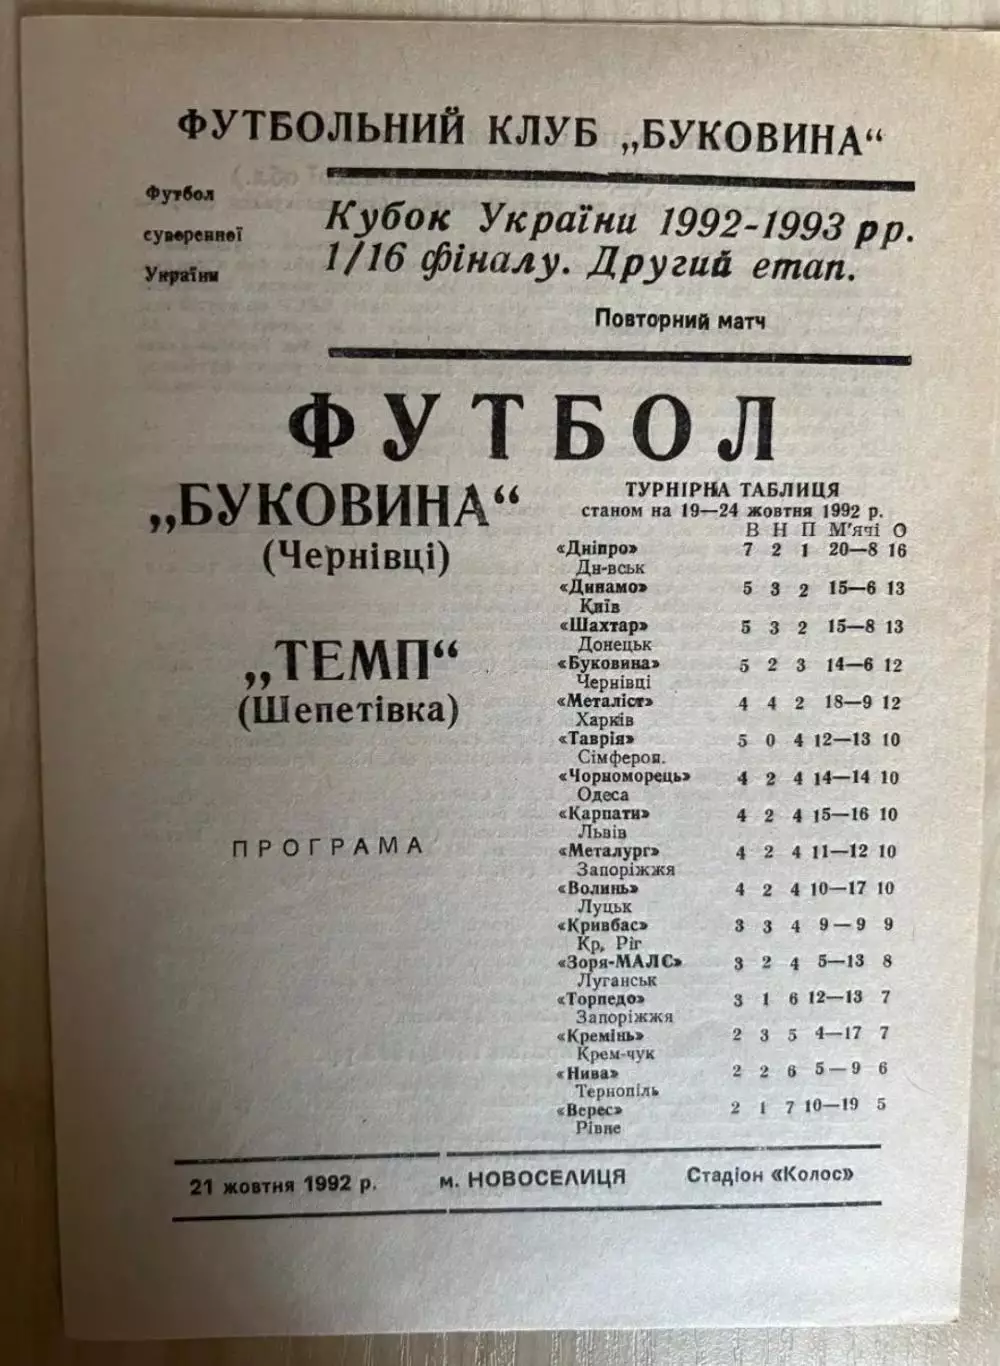 ФУТБОЛЬНИЙ КЛУБ „БУКОВИНА“
Футбол
суверенної
України
Кубок України 1992-1993 рр.
1/16 фіналу. Другий етап.
Повторний матч
ФУТБОЛ
„БУКОВИНА“
(Чернівці)
„ТЕМП“
(Шепетівка)
ПРОГРАМА
ТУРНІРНА ТАБЛИЦЯ
станом на 19—24 жовтня 1992 р.
В Н П М'ячі О
«Дніпро» 7 2 1 20—8 16
Дн-вськ
«Динамо» 5 3 2 15—6 13
Київ
«Шахтар» 5 3 2 15—8 13
Донецьк
«Буковина» 5 2 3 14—6 12
Чернівці
«Металіст» 4 4 2 18—9 12
Харків
«Таврія» 5 0 4 12—13 10
Сімфероп.
«Чорноморець» 4 2 4 14—14 10
Одеса
«Карпати» 4 2 4 15—16 10
Львів
«Металург» 4 2 4 11—12 10
Запоріжжя
«Волинь» 4 2 4 10—17 10
Луцьк
«Кривбас» 3 3 4 9—9 9
Кр, Ріг
«Зоря-МАЛС» 3 2 4 5—13 8
Луганськ
«Торпедо» 3 1 6 12—13 7
Запоріжжя
«Кремінь» 2 3 5 4—17 7
Крем-чук
«Нива» 2 2 6 5—9 6
Тернопіль
«Верес» 2 1 7 10—19 5
Рівне
21 жовтня 1992 р. м. НОВОСЕЛИЦЯ Стадіон «Колос»